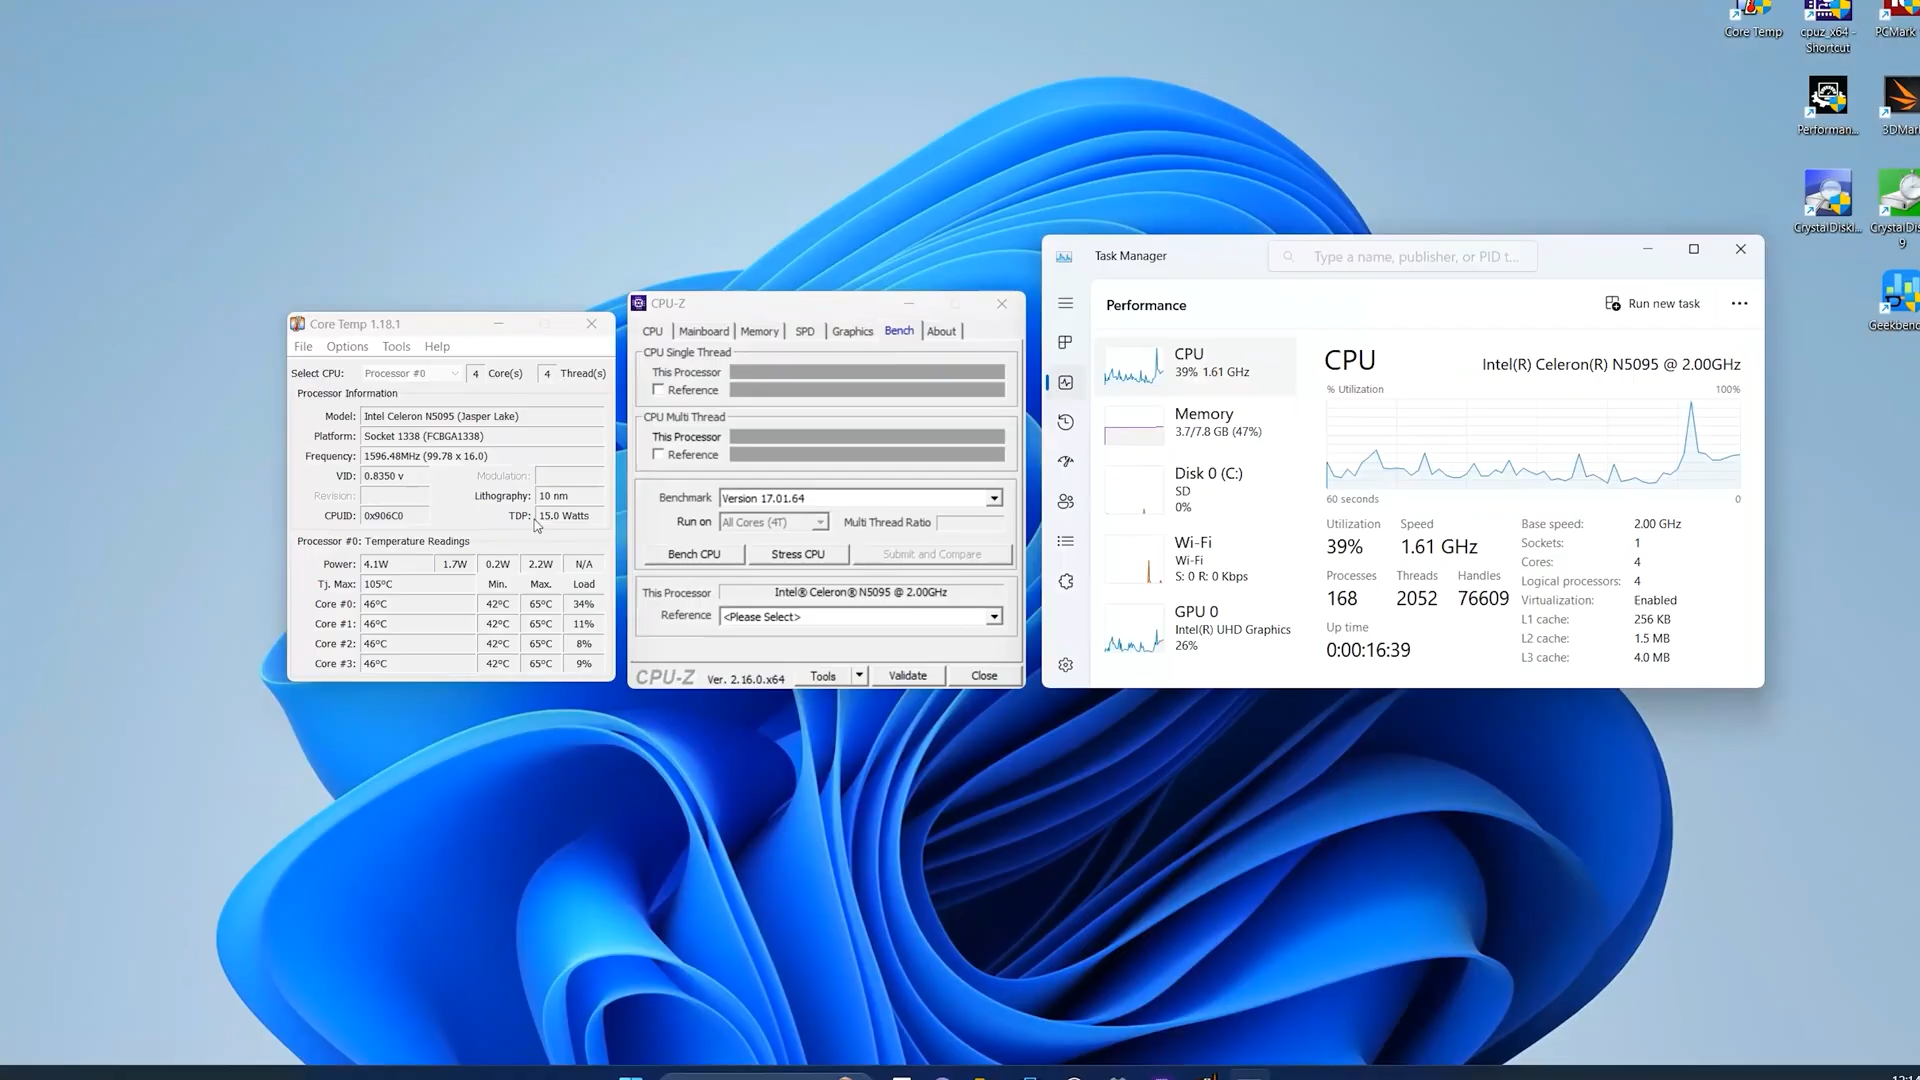 Core Temp
cpuz_x64 -
Shortcut
PCMark
Performan...
3DMar
CrystalDiskI...
CrystalDis
9
Geekbenc
Core Temp 1.18.1
File Options Tools Help
Select CPU: Processor #0 4 Core(s) 4 Thread(s)
Processor Information
Model: Intel Celeron N5095 (Jasper Lake)
Platform: Socket 1338 (FCBGA1338)
Frequency: 1596.48MHz (99.78 x 16.0)
VID: 0.8350 v Modulation:
Revision: Lithography: 10 nm
CPUID: 0x906C0 TDP: 15.0 Watts
Processor #0: Temperature Readings
Power: 4.1W 1.7W 0.2W 2.2W N/A
Tj. Max: 105°C Min. Max. Load
Core #0: 46°C 42°C 65°C 34%
Core #1: 46°C 42°C 65°C 11%
Core #2: 46°C 42°C 65°C 8%
Core #3: 46°C 42°C 65°C 9%
CPU-Z
CPU Mainboard Memory SPD Graphics Bench About
CPU Single Thread
This Processor
Reference
CPU Multi Thread
This Processor
Reference
Benchmark Version 17.01.64
Run on All Cores (4T) Multi Thread Ratio
Bench CPU Stress CPU Submit and Compare
This Processor Intel® Celeron® N5095 @ 2.00GHz
Reference <Please Select>
CPU-Z Ver. 2.16.0.x64 Tools Validate Close
Task Manager
Type a name, publisher, or PID t...
Performance
Run new task
CPU
39% 1.61 GHz
Memory
3.7/7.8 GB (47%)
Disk 0 (C:)
SD
0%
Wi-Fi
Wi-Fi
S: 0 R: 0 Kbps
GPU 0
Intel(R) UHD Graphics
26%
CPU Intel(R) Celeron(R) N5095 @ 2.00GHz
% Utilization 100%
60 seconds 0
Utilization Speed
39% 1.61 GHz
Processes Threads Handles
168 2052 76609
Up time
0:00:16:39
Base speed: 2.00 GHz
Sockets: 1
Cores: 4
Logical processors: 4
Virtualization: Enabled
L1 cache: 256 KB
L2 cache: 1.5 MB
L3 cache: 4.0 MB